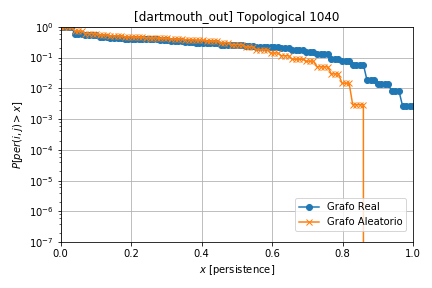 [dartmouth_out] Topological 1040
P[per(i, j) > x]
10^0
10^-1
10^-2
10^-3
10^-4
10^-5
10^-6
10^-7
Grafo Real
Grafo Aleatorio
0.0 0.2 0.4 0.6 0.8 1.0
x [persistence]